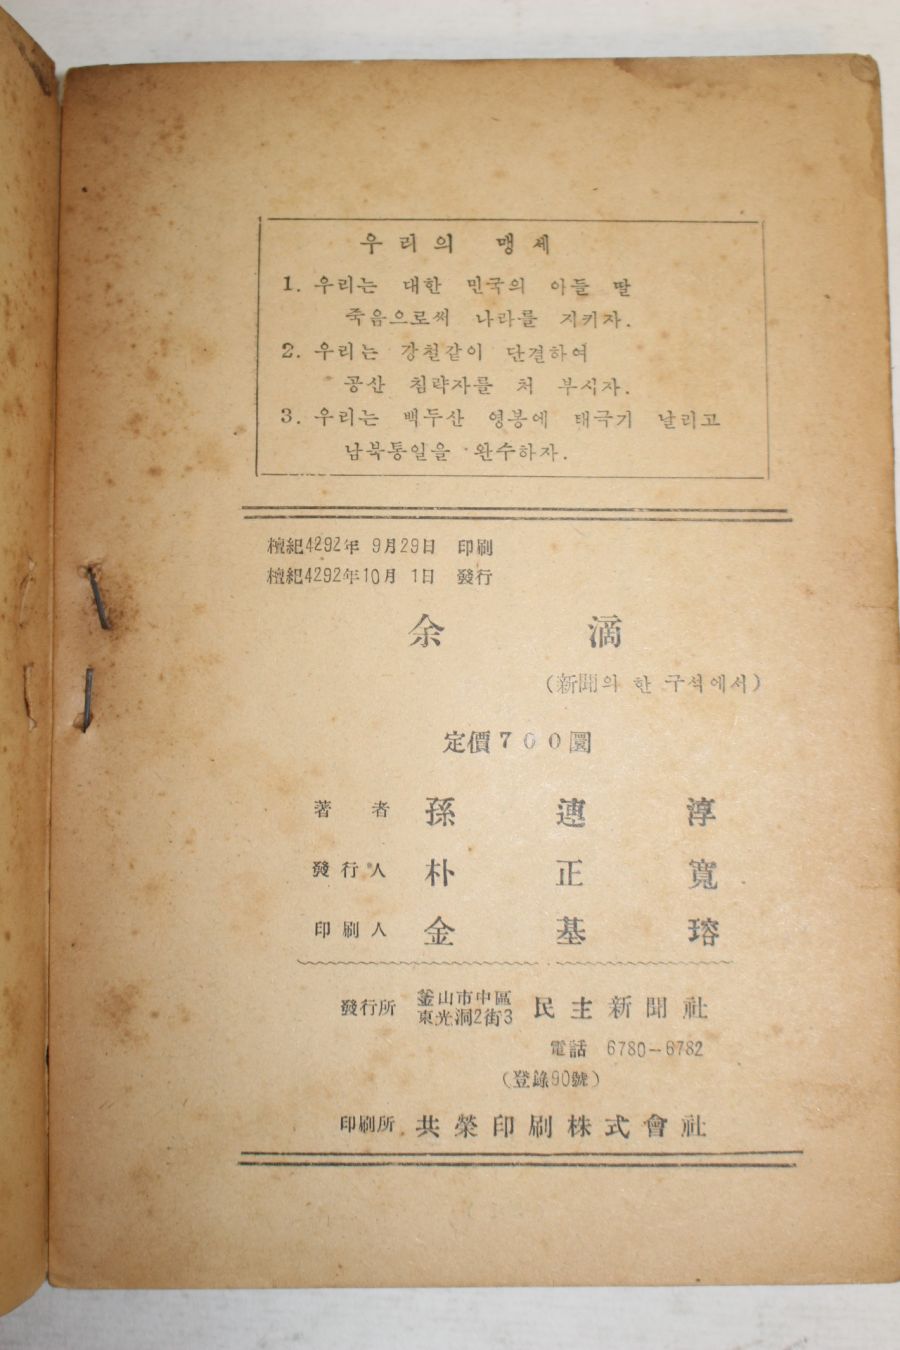 우리의 맹세
1. 우리는 대한 민국의 아들 딸
죽음으로써 나라를 지키자.
2. 우리는 강철같이 단결하여
공산 침략자를 처 부시자.
3. 우리는 백두산 영봉에 태극기 날리고
남북통일을 완수하자.
檀紀4292年 9月29日 印刷
檀紀4292年10月 1日 發行
余滴
(新聞의 한 구석에서)
定價700圜
著者 孫連淳
發行人 朴正寬
印刷人 金基瑢
發行所 釜山市中區東光洞2街3 民主新聞社
電話 6780-6782
(登錄90號)
印刷所 共榮印刷株式會社